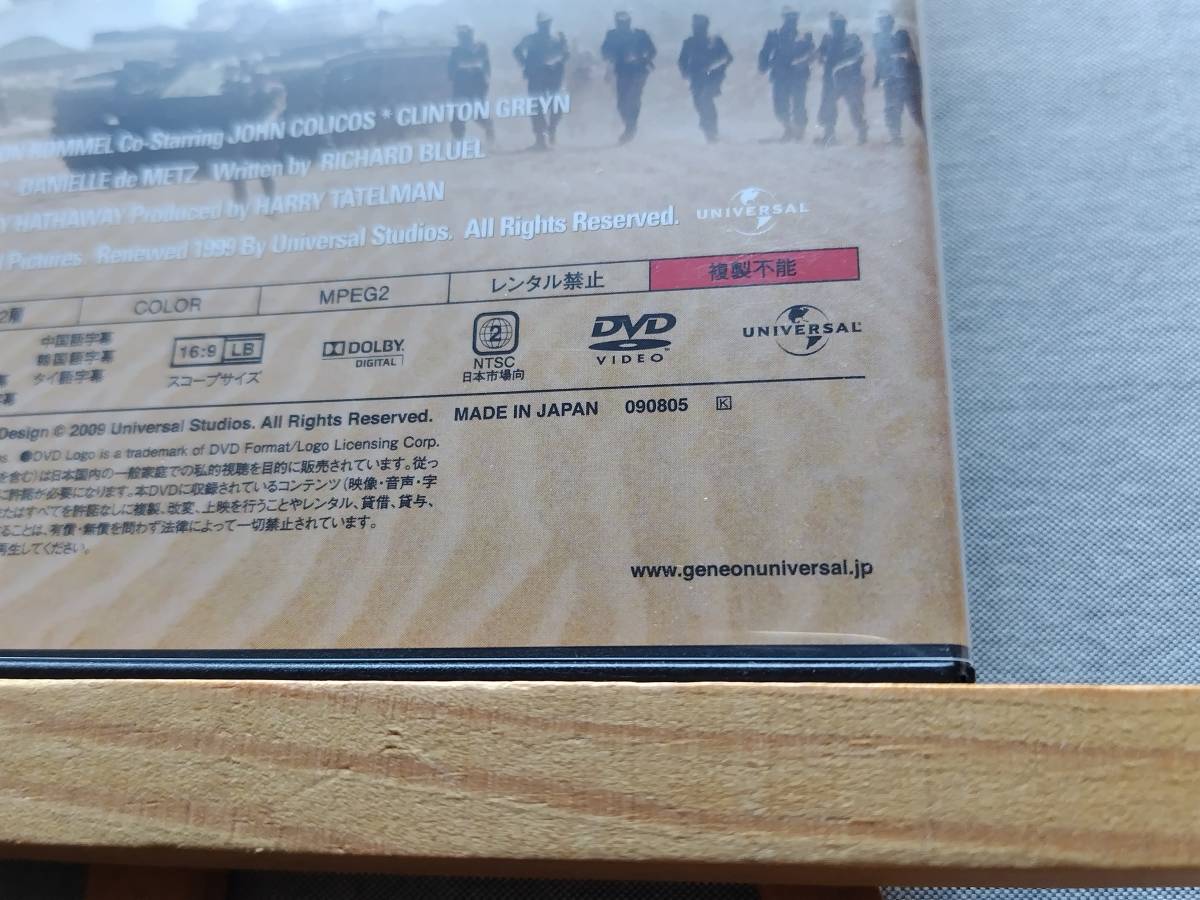 ROMMEL Co-Starring JOHN COLICOS * CLINTON GREYN
DANIELLE de METZ Written by RICHARD BLUEL
HATHAWAY Produced by HARRY TATELMAN
Pictures Renewed 1999 By Universal Studios. All Rights Reserved. UNIVERSAL
2層 COLOR MPEG2 レンタル禁止 複製不能
中国語字幕
韓国語字幕
タイ語字幕
字幕
16:9 LB
スコープサイズ
DOLBY
DIGITAL
2
NTSC
日本市場向
DVD
VIDEO
UNIVERSAL
Design © 2009 Universal Studios. All Rights Reserved. MADE IN JAPAN 090805 K
●DVD Logo is a trademark of DVD Format/Logo Licensing Corp.
を含む)は日本国内の一般家庭での私的視聴を目的に販売されています。従っ
に許諾が必要になります。本DVDに収録されているコンテンツ(映像・音声・字
たはすべてを許諾なしに複製、改変、上映を行うことやレンタル、貸借、貸与、
ることは、有償・無償を問わず法律によって一切禁止されています。
再生してください。
www.geneonuniversal.jp